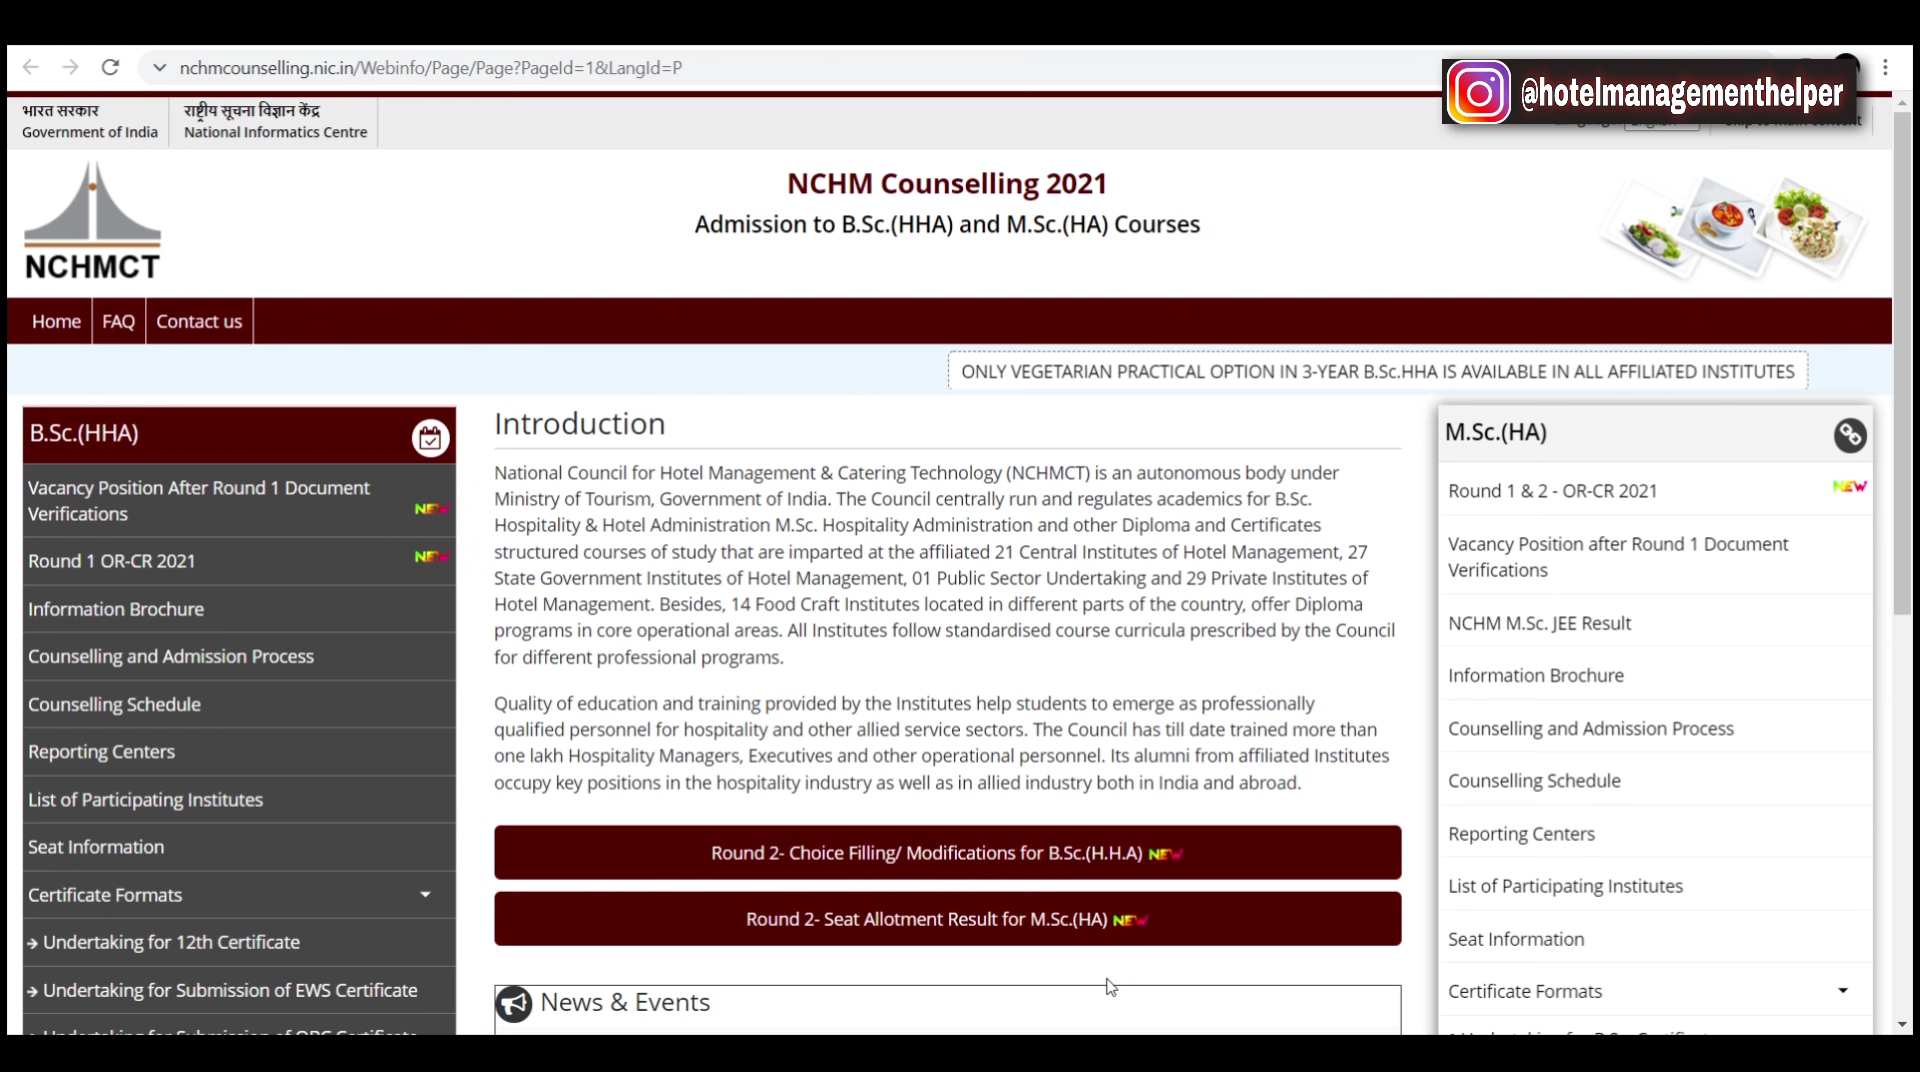 nchmcounselling.nic.in/Webinfo/Page/Page?PageId=1&LangId=P
@hotelmanagementhelper
भारत सरकार
Government of India
राष्ट्रीय सूचना विज्ञान केंद्र
National Informatics Centre
NCHMCT
NCHM Counselling 2021
Admission to B.Sc.(HHA) and M.Sc.(HA) Courses
Home
FAQ
Contact us
ONLY VEGETARIAN PRACTICAL OPTION IN 3-YEAR B.Sc.HHA IS AVAILABLE IN ALL AFFILIATED INSTITUTES
B.Sc.(HHA)
Vacancy Position After Round 1 Document
Verifications NEW
Round 1 OR-CR 2021 NEW
Information Brochure
Counselling and Admission Process
Counselling Schedule
Reporting Centers
List of Participating Institutes
Seat Information
Certificate Formats
Undertaking for 12th Certificate
Undertaking for Submission of EWS Certificate
Introduction
National Council for Hotel Management & Catering Technology (NCHMCT) is an autonomous body under
Ministry of Tourism, Government of India. The Council centrally run and regulates academics for B.Sc.
Hospitality & Hotel Administration M.Sc. Hospitality Administration and other Diploma and Certificates
structured courses of study that are imparted at the affiliated 21 Central Institutes of Hotel Management, 27
State Government Institutes of Hotel Management, 01 Public Sector Undertaking and 29 Private Institutes of
Hotel Management. Besides, 14 Food Craft Institutes located in different parts of the country, offer Diploma
programs in core operational areas. All Institutes follow standardised course curricula prescribed by the Council
for different professional programs.
Quality of education and training provided by the Institutes help students to emerge as professionally
qualified personnel for hospitality and other allied service sectors. The Council has till date trained more than
one lakh Hospitality Managers, Executives and other operational personnel. Its alumni from affiliated Institutes
occupy key positions in the hospitality industry as well as in allied industry both in India and abroad.
Round 2- Choice Filling/ Modifications for B.Sc.(H.H.A) NEW
Round 2- Seat Allotment Result for M.Sc.(HA) NEW
News & Events
M.Sc.(HA)
Round 1 & 2 - OR-CR 2021 NEW
Vacancy Position after Round 1 Document
Verifications
NCHM M.Sc. JEE Result
Information Brochure
Counselling and Admission Process
Counselling Schedule
Reporting Centers
List of Participating Institutes
Seat Information
Certificate Formats